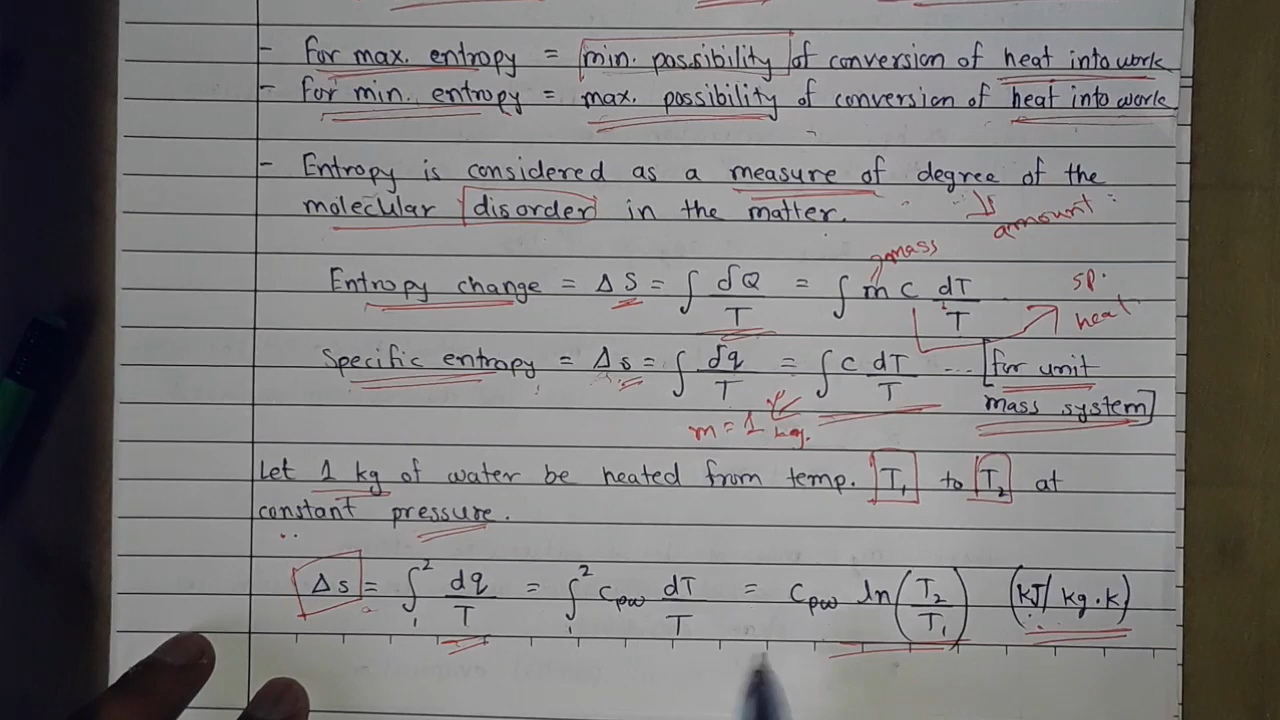 - for max. entropy = min. possibility of conversion of heat into work
- for min. entropy = max. possibility of conversion of heat into work
- Entropy is considered as a measure of degree of the
molecular disorder in the matter.
amount
mass
Entropy change = ΔS = ∫ δQ/T = ∫ m c dT/T
sp.
heat
Specific entropy = Δs = ∫ δq/T = ∫ c dT/T ... [for unit
mass system]
m = 1 kg.
Let 1 kg of water be heated from temp. T₁ to T₂ at
constant pressure.
Δs = ∫₁² dq/T = ∫₁² Cpw dT/T = Cpw ln(T₂/T₁) (kJ/kg.k)